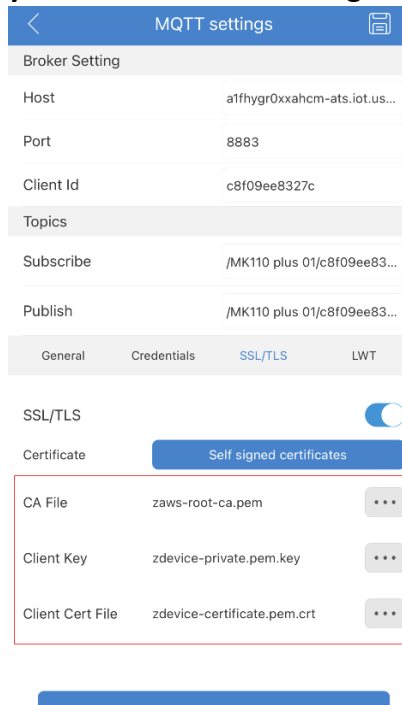 MQTT settings
Broker Setting
Host a1fhygr0xxahcm-ats.iot.us...
Port 8883
Client Id c8f09ee8327c
Topics
Subscribe /MK110 plus 01/c8f09ee83...
Publish /MK110 plus 01/c8f09ee83...
General Credentials SSL/TLS LWT
SSL/TLS
Certificate Self signed certificates
CA File zaws-root-ca.pem ...
Client Key zdevice-private.pem.key ...
Client Cert File zdevice-certificate.pem.crt ...